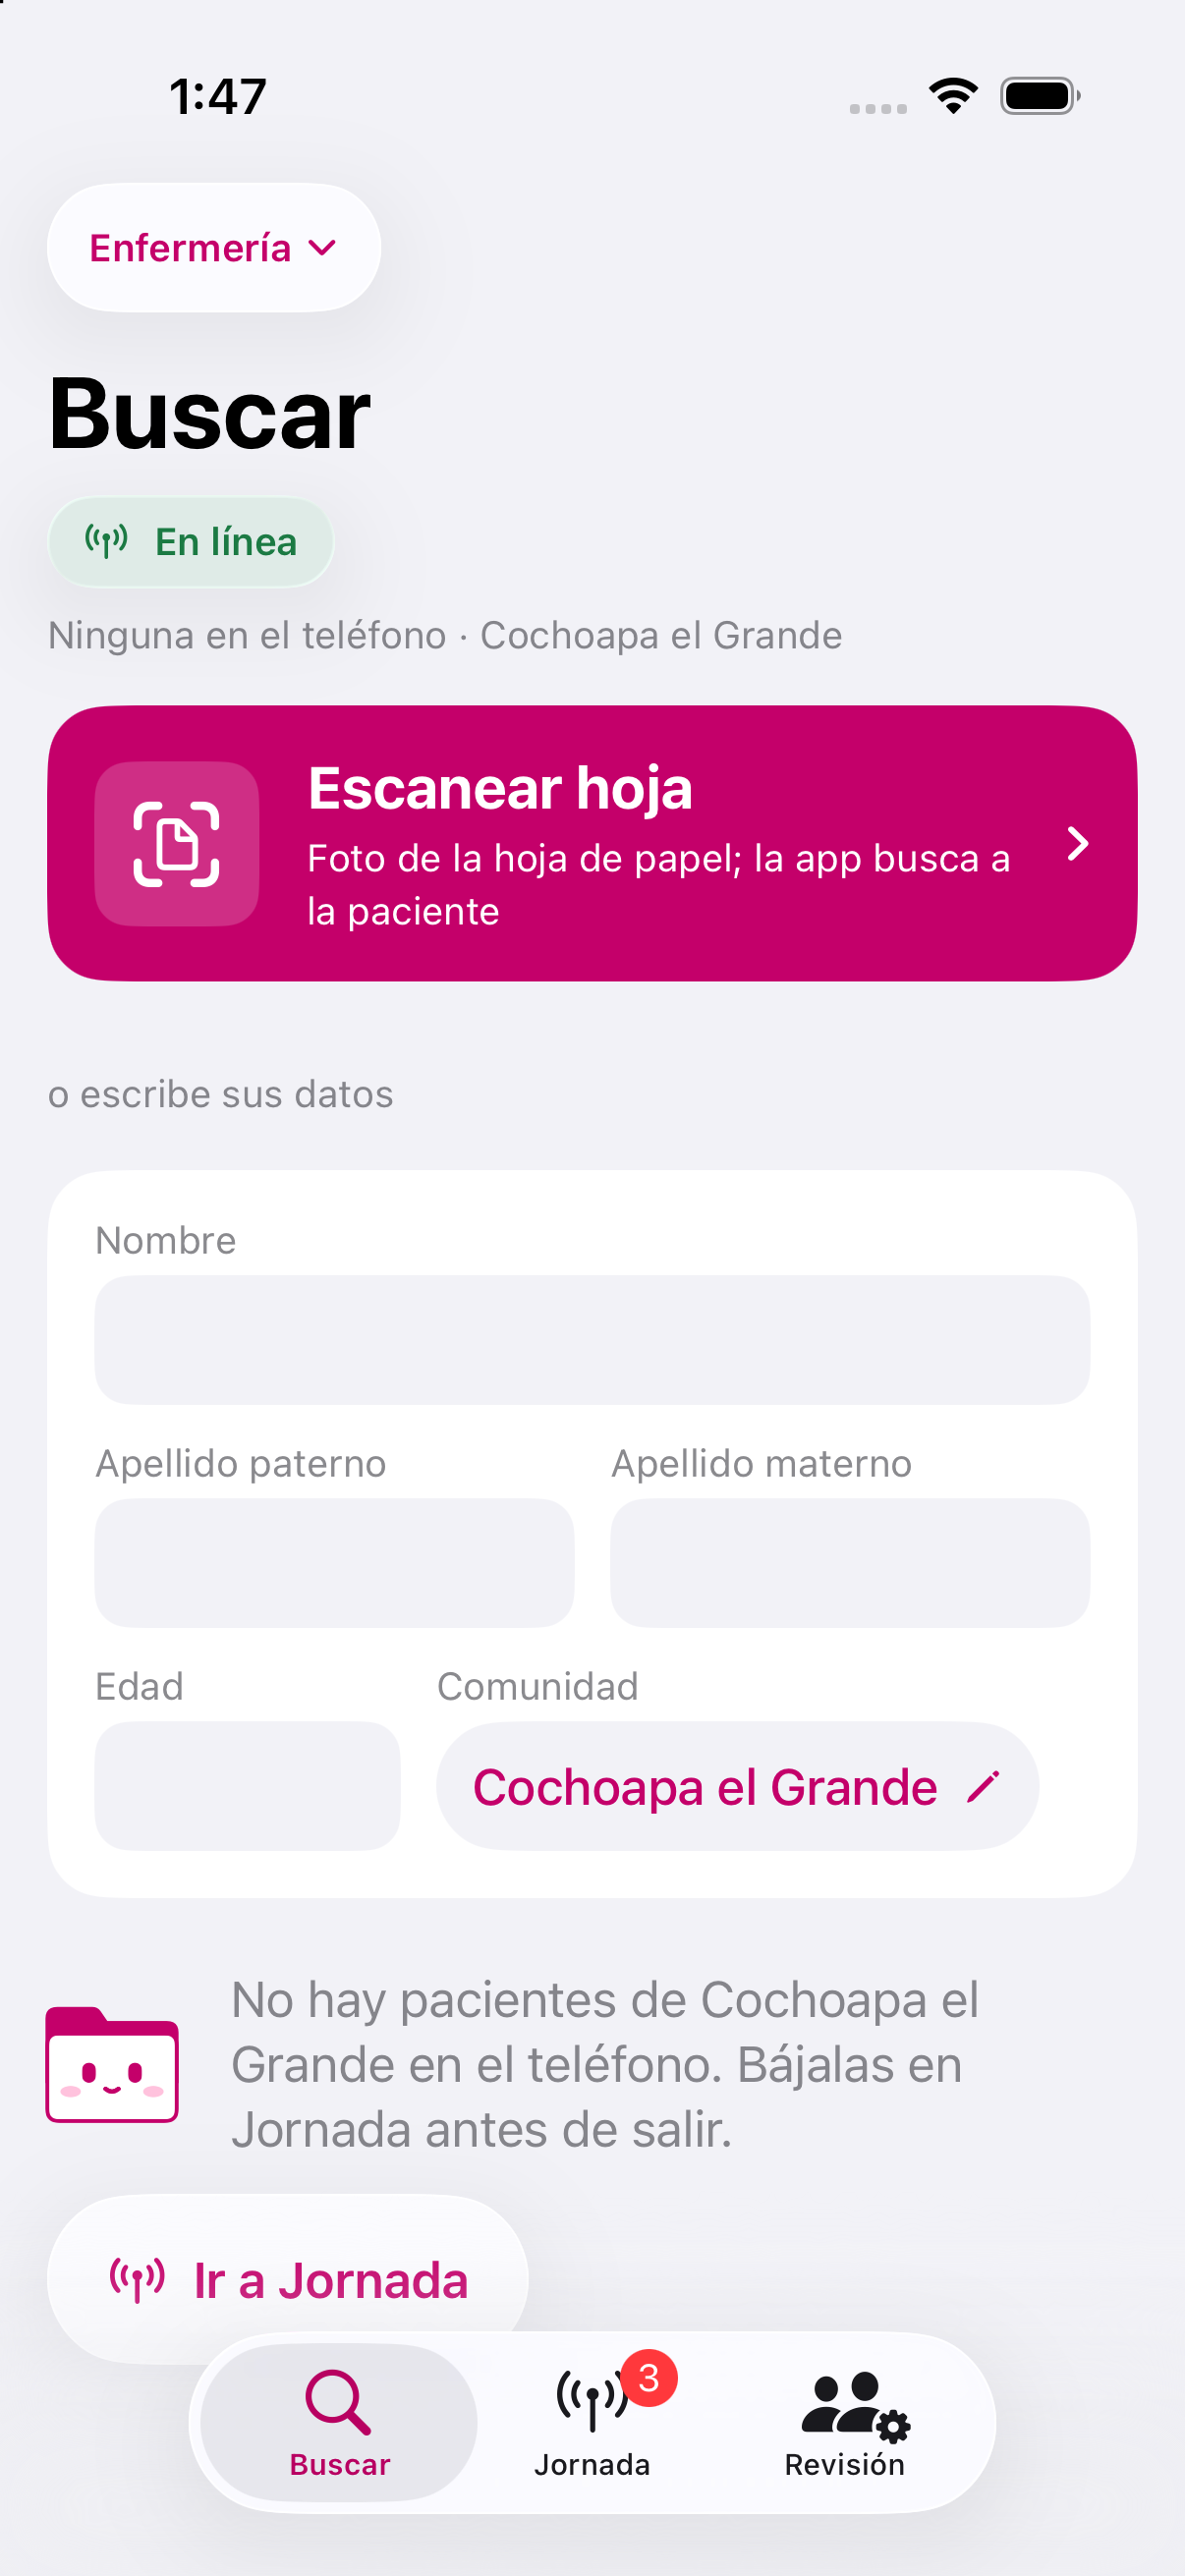 1:47
Enfermería
Buscar
En línea
Ninguna en el teléfono · Cochoapa el Grande
Escanear hoja
Foto de la hoja de papel; la app busca a
la paciente
o escribe sus datos
Nombre
Apellido paterno
Apellido materno
Edad
Comunidad
Cochoapa el Grande
No hay pacientes de Cochoapa el
Grande en el teléfono. Bájalas en
Jornada antes de salir.
Ir a Jornada
3
Buscar
Jornada
Revisión